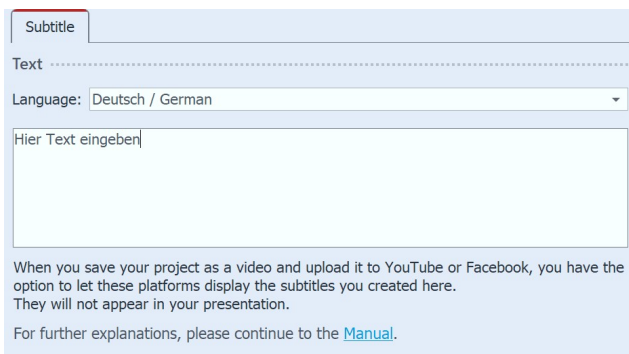 Subtitle
Text
Language: Deutsch / German
Hier Text eingeben
When you save your project as a video and upload it to YouTube or Facebook, you have the
option to let these platforms display the subtitles you created here.
They will not appear in your presentation.
For further explanations, please continue to the Manual.